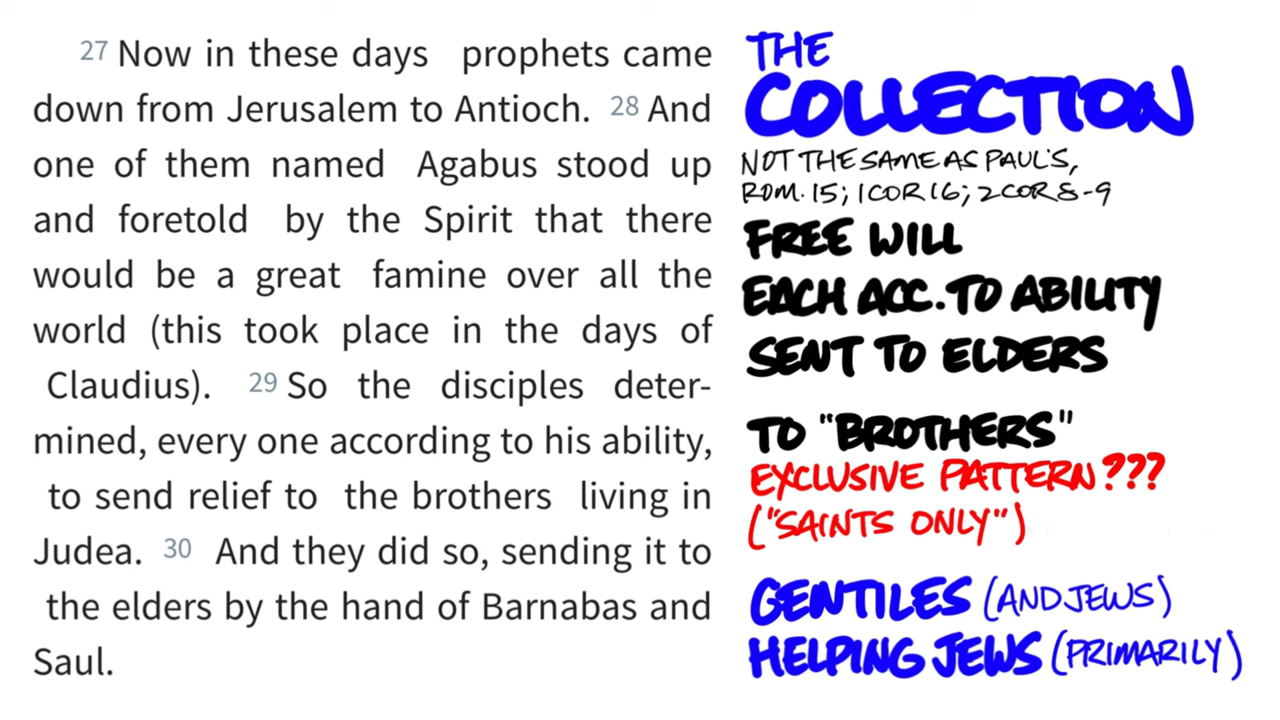 27 Now in these days prophets came
down from Jerusalem to Antioch. 28 And
one of them named Agabus stood up
and foretold by the Spirit that there
would be a great famine over all the
world (this took place in the days of
Claudius). 29 So the disciples deter-
mined, every one according to his ability,
to send relief to the brothers living in
Judea. 30 And they did so, sending it to
the elders by the hand of Barnabas and
Saul.
THE
COLLECTION
NOT THE SAME AS PAUL'S,
ROM. 15; 1 COR 16; 2 COR 8-9
FREE WILL
EACH ACC. TO ABILITY
SENT TO ELDERS
TO "BROTHERS"
EXCLUSIVE PATTERN???
("SAINTS ONLY")
GENTILES (AND JEWS)
HELPING JEWS (PRIMARILY)